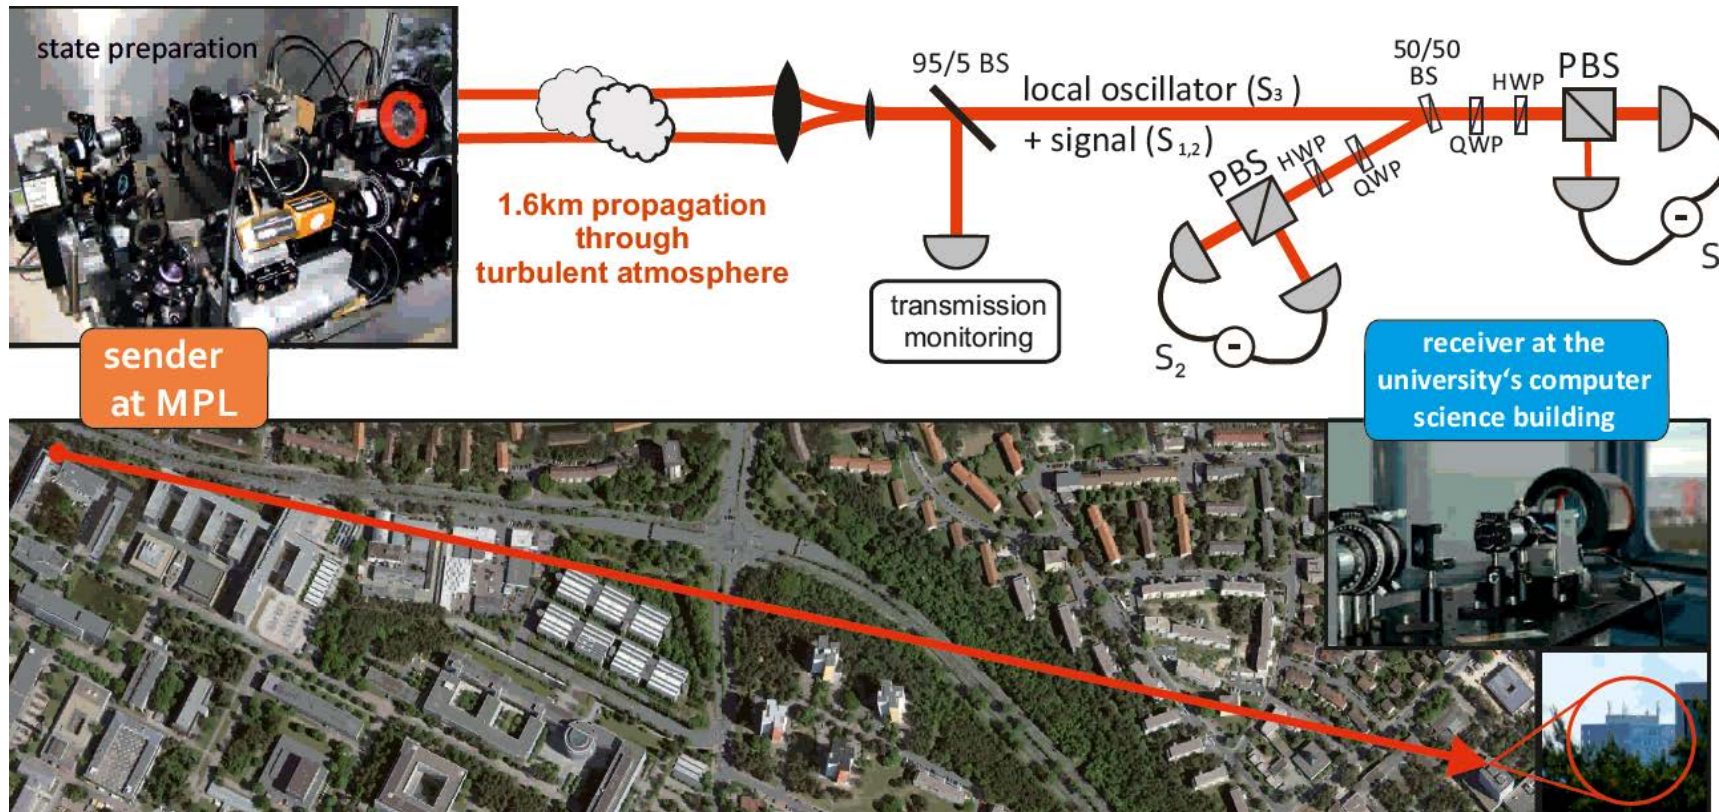 state preparation
1.6km propagation
through
turbulent atmosphere
95/5 BS
local oscillator (S₃ )
+ signal (S ₁,₂)
transmission
monitoring
50/50
BS
QWP
HWP
PBS
S
PBS
HWP
QWP
S₂
sender
at MPL
receiver at the
university‘s computer
science building